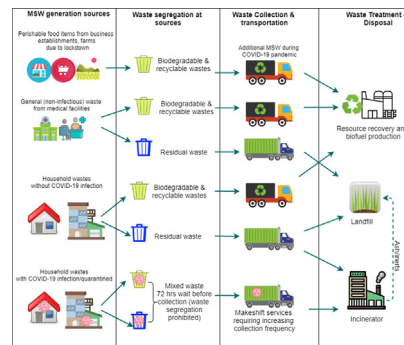 MSW generation sources
Waste segregation at
sources
Waste Collection &
transportation
Waste Treatment
Disposal
Perishable food items from business
establishments, farms
due to lockdown
Biodegradable &
recyclable wastes
Additional MSW during
COVID-19 pandemic
General (non-infectious) waste
from medical facilities
Biodegradable &
recyclable wastes
Residual waste
Resource recovery an
biofuel production
Household wastes
without COVID-19 infection
Biodegradable &
recyclable wastes
Residual waste
Landfill
Household wastes
with COVID-19 infection/quarantined
Mixed waste
72 hrs wait before
collection (waste
segregation
prohibited)
Makeshift services
requiring increasing
collection frequency
Incinerator